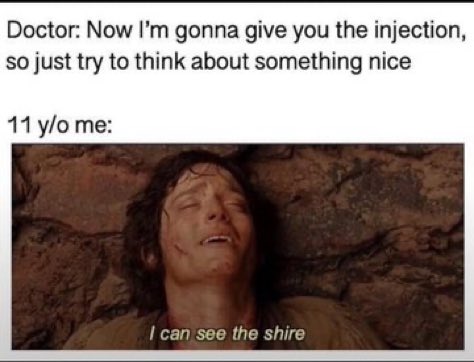 Doctor: Now I'm gonna give you the injection,
so just try to think about something nice
11 y/o me:
I can see the shire